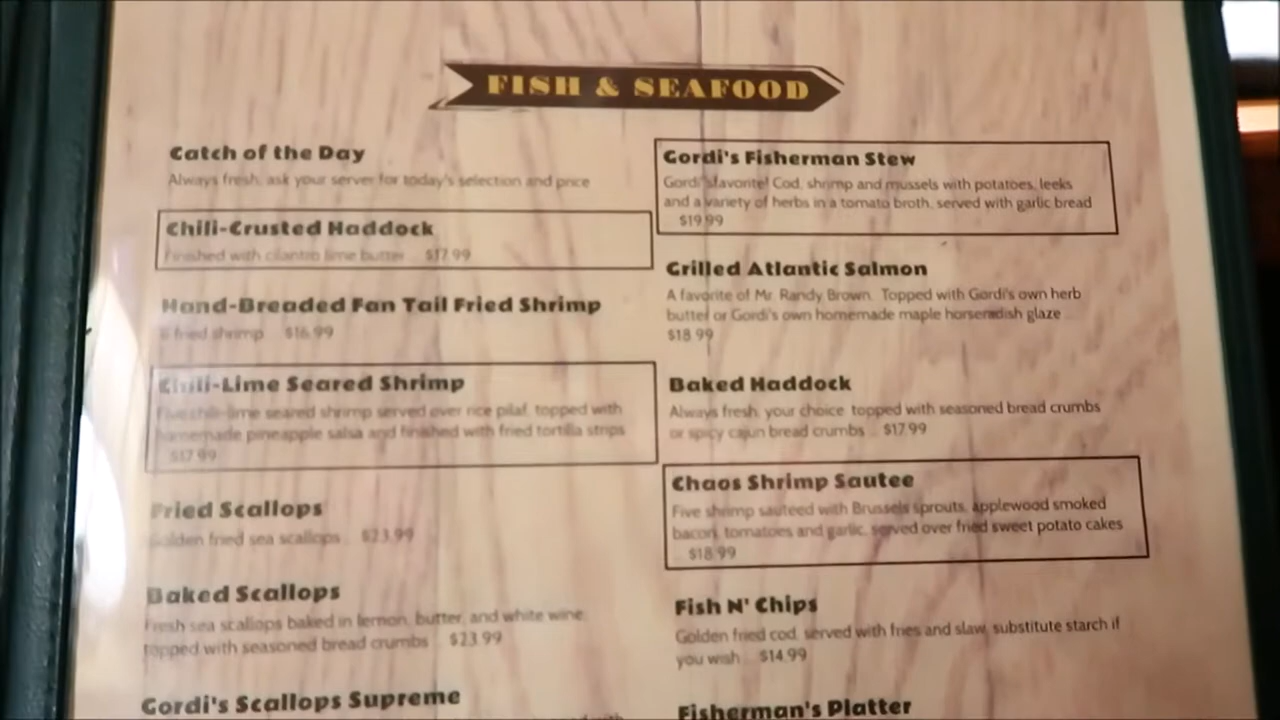 FISH & SEAFOOD
Catch of the Day
Always fresh, ask your server for today's selection and price
Chili-Crusted Haddock
Finished with cilantro lime butter $17.99
Hand-Breaded Fan Tail Fried Shrimp
6 fried shrimp $16.99
Chili-Lime Seared Shrimp
Five chili-lime seared shrimp served over rice pilaf, topped with
homemade pineapple salsa and finished with fried tortilla strips
$17.99
Fried Scallops
Golden fried sea scallops $23.99
Baked Scallops
Fresh sea scallops baked in lemon, butter, and white wine,
topped with seasoned bread crumbs $23.99
Gordi's Scallops Supreme
Gordi's Fisherman Stew
Gordi's favorite! Cod, shrimp and mussels with potatoes, leeks
and a variety of herbs in a tomato broth, served with garlic bread
$19.99
Grilled Atlantic Salmon
A favorite of Mr. Randy Brown. Topped with Gordi's own herb
butter or Gordi's own homemade maple horseradish glaze
$18.99
Baked Haddock
Always fresh, your choice topped with seasoned bread crumbs
or spicy cajun bread crumbs $17.99
Chaos Shrimp Sautee
Five shrimp sauteed with Brussels sprouts, applewood smoked
bacon, tomatoes and garlic, served over fried sweet potato cakes
$18.99
Fish N' Chips
Golden fried cod, served with fries and slaw, substitute starch if
you wish $14.99
Fisherman's Platter